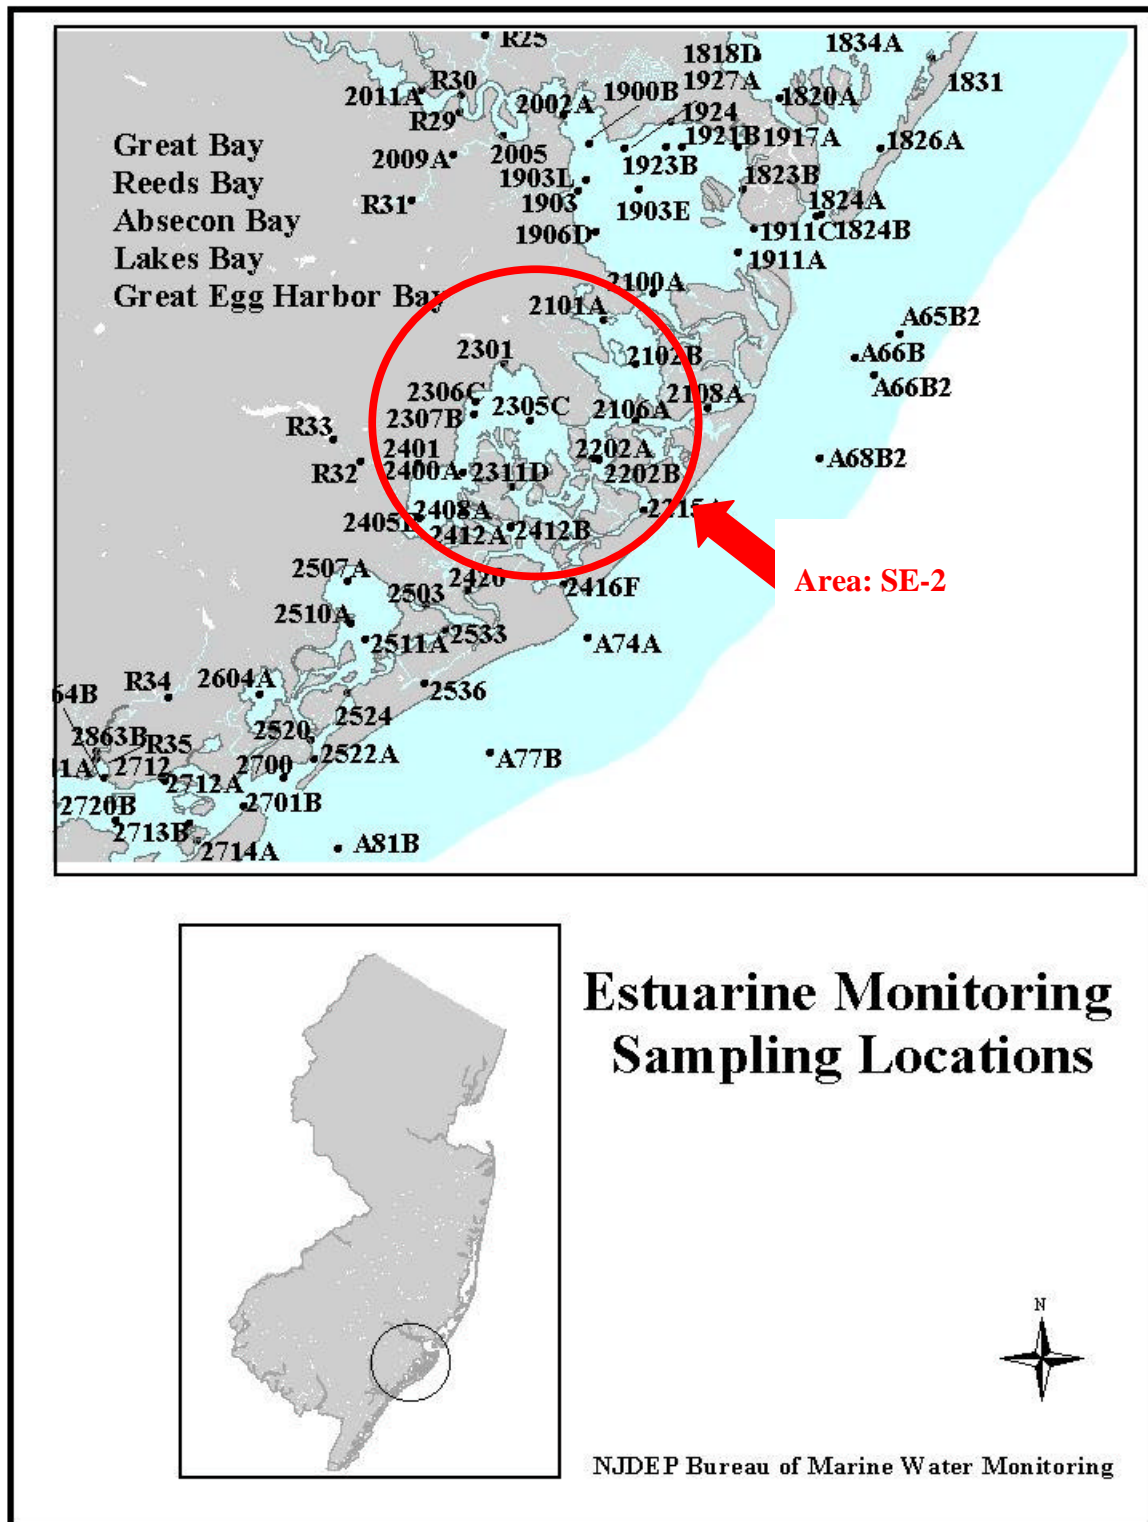 R25
1818D
1834A
R30
2011A
1900B
1927A
1831
2002A
1924
1820A
R29
1921B
1917A
1826A
Great Bay
2009A
2005
1923B
Reeds Bay
1903L
1823B
R31
1903
1903E
1824A
Absecon Bay
1906D
1911C
1824B
Lakes Bay
1911A
Great Egg Harbor Bay
2100A
2101A
A65B2
2301
2102B
A66B
A66B2
2306C
2305C
2108A
2307B
2106A
R33
2401
2202A
A68B2
R32
2400A
2311D
2202B
2408A
2412A
2412B
Area: SE-2
2507A
2420
2416F
2503
2510A
2533
2511A
A74A
R34
2604A
2536
64B
2524
2863B
R35
2520
2522A
1A
2712
2712A
2700
A77B
2720B
2701B
2713B
2714A
A81B
Estuarine Monitoring
Sampling Locations
N
NJDEP Bureau of Marine Water Monitoring